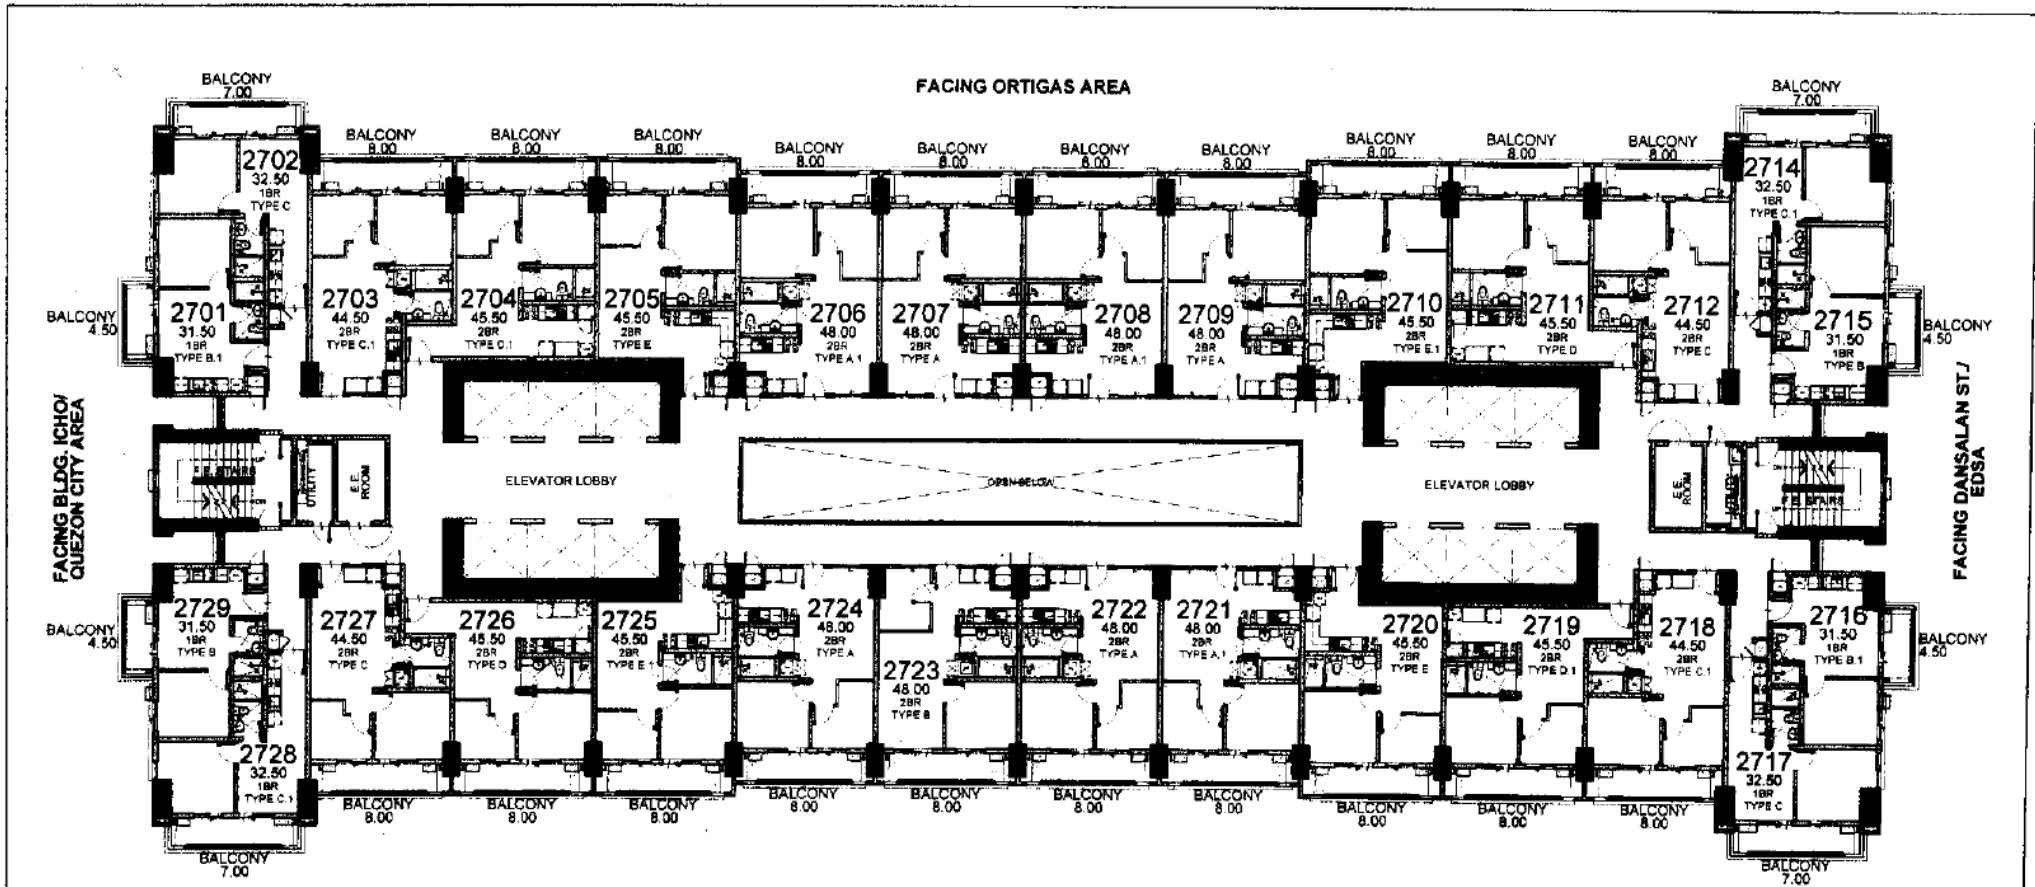 FACING ORTIGAS AREA
BALCONY
7.00
BALCONY
8.00
BALCONY
8.00
BALCONY
8.00
BALCONY
8.00
BALCONY
8.00
BALCONY
8.00
BALCONY
8.00
BALCONY
8.00
BALCONY
8.00
BALCONY
8.00
BALCONY
7.00
2702
32.50
1BR
TYPE C
2714
32.50
1BR
TYPE C.1
BALCONY
4.50
2701
31.50
1BR
TYPE B.1
2703
44.50
2BR
TYPE C.1
2704
45.50
2BR
TYPE D.1
2705
45.50
2BR
TYPE E
2706
48.00
2BR
TYPE A.1
2707
48.00
2BR
TYPE A
2708
48.00
2BR
TYPE A.1
2709
48.00
2BR
TYPE A
2710
45.50
2BR
TYPE E.1
2711
45.50
2BR
TYPE D
2712
44.50
2BR
TYPE C
2715
31.50
1BR
TYPE B
BALCONY
4.50
FACING BLDG. ICHO/
QUEZON CITY AREA
F.E. STAIRS
UP
DN
UTILITY
E.E.
ROOM
ELEVATOR LOBBY
OPEN BELOW
ELEVATOR LOBBY
E.E.
ROOM
F.E. STAIRS
FACING DANSALAN ST./
EDSA
BALCONY
4.50
2729
31.50
1BR
TYPE B
2727
44.50
2BR
TYPE C
2726
45.50
2BR
TYPE D
2725
45.50
2BR
TYPE E.1
2724
48.00
2BR
TYPE A
2723
48.00
2BR
TYPE B
2722
48.00
2BR
TYPE A
2721
48.00
2BR
TYPE A.1
2720
45.50
2BR
TYPE E
2719
45.50
2BR
TYPE D.1
2718
44.50
2BR
TYPE C.1
2716
31.50
1BR
TYPE B.1
BALCONY
4.50
2728
32.50
1BR
TYPE C.1
2717
32.50
1BR
TYPE C
BALCONY
7.00
BALCONY
8.00
BALCONY
8.00
BALCONY
8.00
BALCONY
8.00
BALCONY
8.00
BALCONY
8.00
BALCONY
8.00
BALCONY
8.00
BALCONY
8.00
BALCONY
8.00
BALCONY
7.00